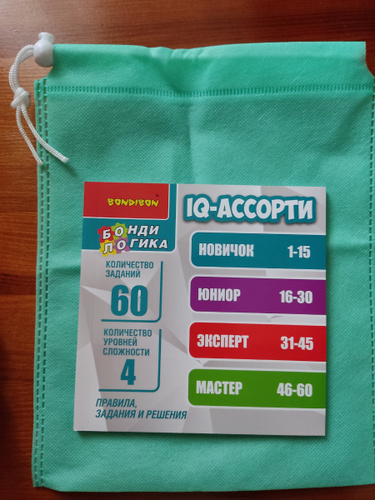 BONDIBON
IQ-АССОРТИ
БОНДИ
ЛОГИКА
КОЛИЧЕСТВО
ЗАДАНИЙ
60
КОЛИЧЕСТВО
УРОВНЕЙ
СЛОЖНОСТИ
4
ПРАВИЛА,
ЗАДАНИЯ И РЕШЕНИЯ
НОВИЧОК 1-15
ЮНИОР 16-30
ЭКСПЕРТ 31-45
МАСТЕР 46-60